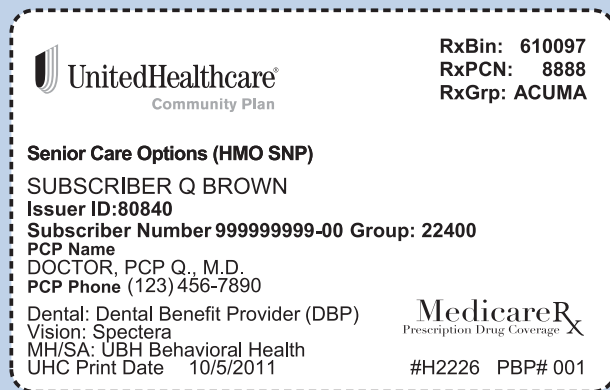 UnitedHealthcare®
Community Plan
RxBin: 610097
RxPCN: 8888
RxGrp: ACUMA
Senior Care Options (HMO SNP)
SUBSCRIBER Q BROWN
Issuer ID:80840
Subscriber Number 999999999-00 Group: 22400
PCP Name
DOCTOR, PCP Q., M.D.
PCP Phone (123) 456-7890
Dental: Dental Benefit Provider (DBP)
Vision: Spectera
MH/SA: UBH Behavioral Health
UHC Print Date 10/5/2011
MedicareRx
Prescription Drug Coverage
#H2226 PBP# 001